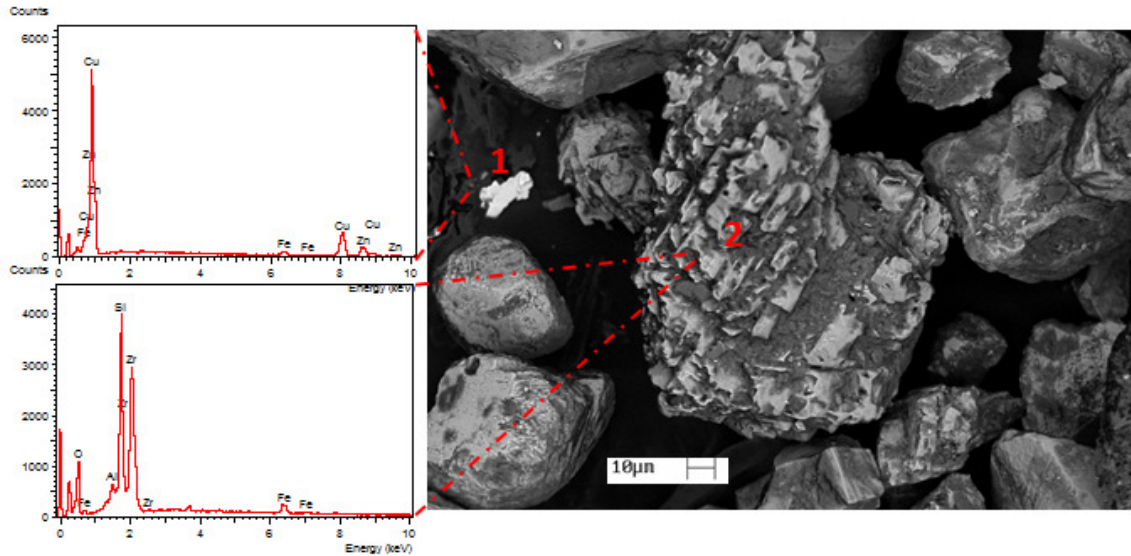 Counts
6000
4000
2000
0
Cu
Zn
Zn
Cu
Fe
Fe
Fe
Cu
Cu
Zn
Zn
0 2 4 6 8 10
Energy (keV)
Counts
4000
3000
2000
1000
0
Si
Zr
Zr
O
Al
Fe
Zr
Fe
Fe
0 2 4 6 8 10
Energy (keV)
1
2
10µm